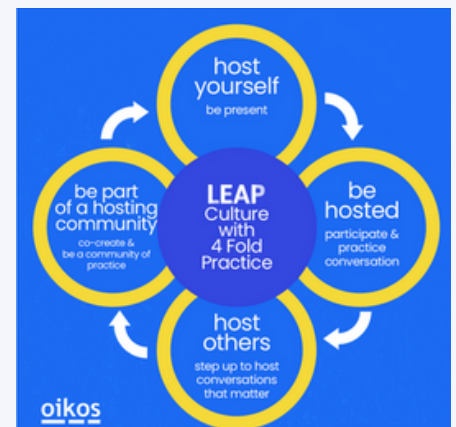 host
yourself
be present
be
hosted
participate &
practice
conversation
host
others
step up to host
conversations
that matter
be part
of a hosting
community
co-create &
be a community of
practice
LEAP
Culture
with
4 Fold
Practice
oikos